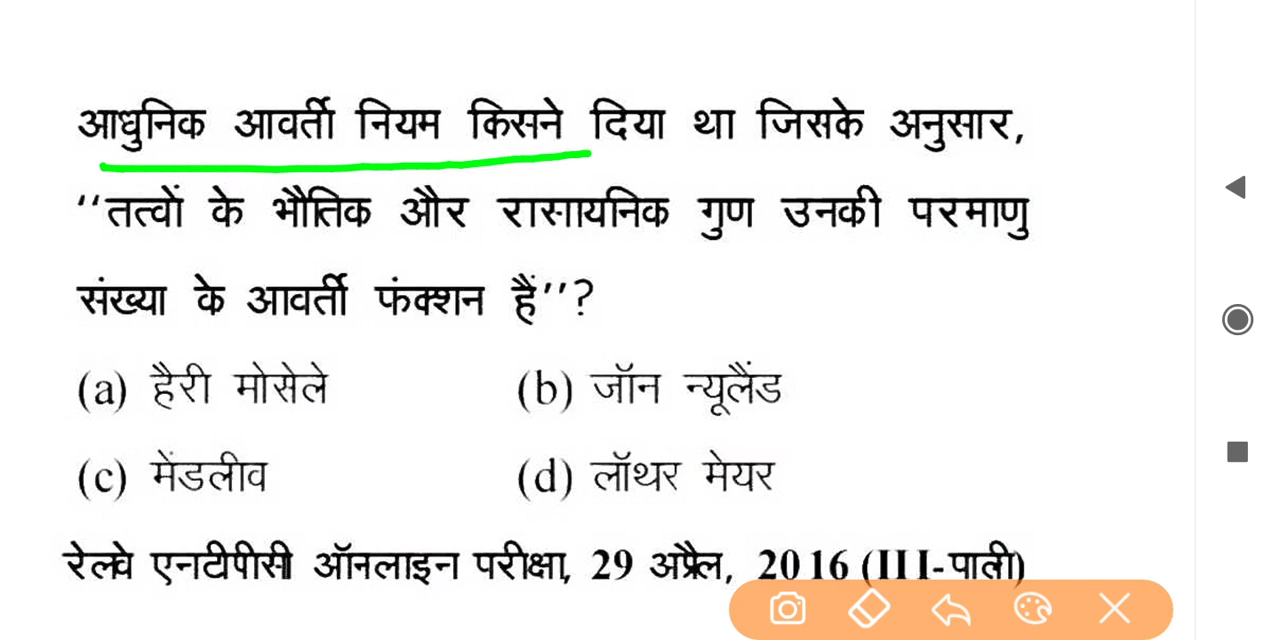 आधुनिक आवर्ती नियम किसने दिया था जिसके अनुसार,
‘‘तत्वों के भौतिक और रासायनिक गुण उनकी परमाणु
संख्या के आवर्ती फंक्शन हैं’’?
(a) हैरी मोसेले (b) जॉन न्यूलैंड
(c) मेंडलीव (d) लॉथर मेयर
रेलवे एनटीपीसी ऑनलाइन परीक्षा, 29 अप्रैल, 2016 (III-पाली)